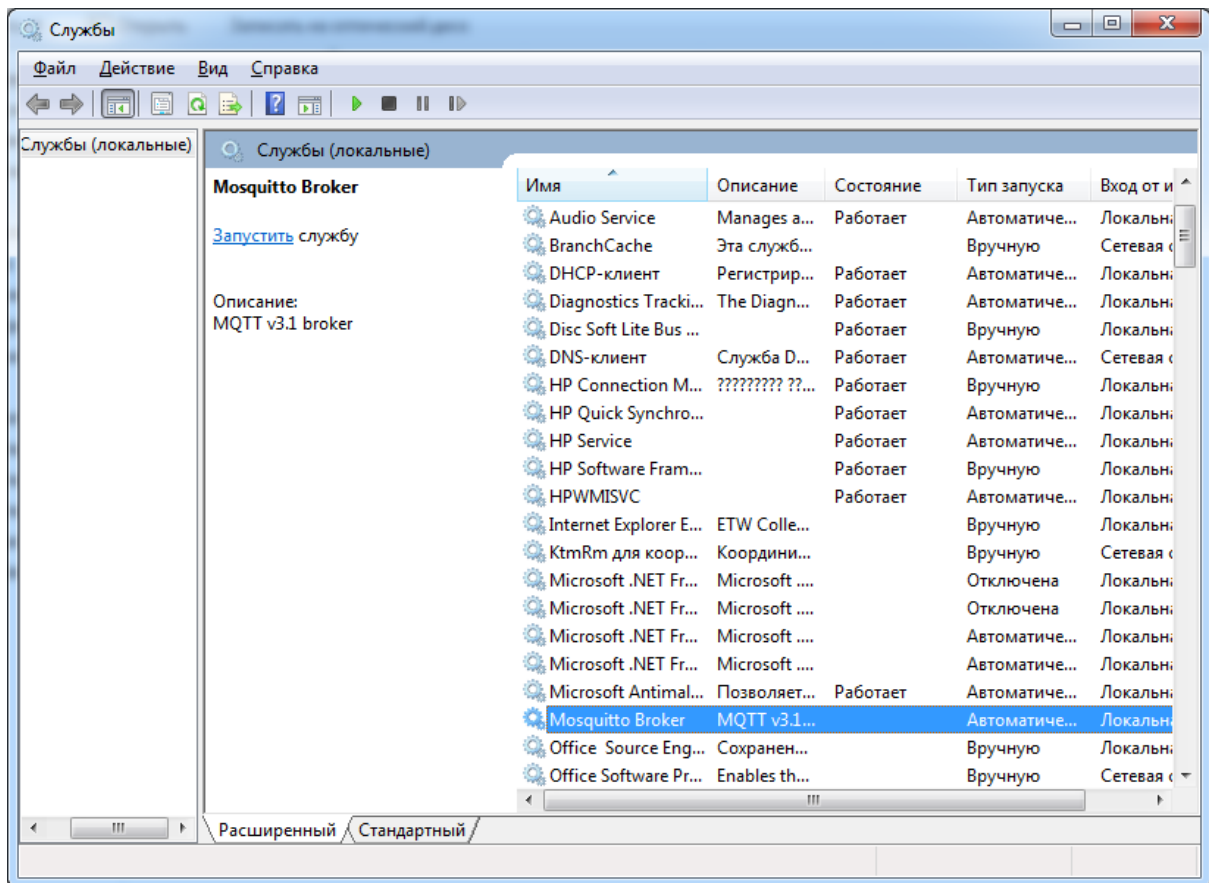 Службы
Файл Действие Вид Справка
Службы (локальные)
Службы (локальные)
Mosquitto Broker
Запустить службу
Описание:
MQTT v3.1 broker
Имя Описание Состояние Тип запуска Вход от и
Audio Service Manages a... Работает Автоматиче... Локальна
BranchCache Эта служб... Вручную Сетевая с
DHCP-клиент Регистрир... Работает Автоматиче... Локальна
Diagnostics Tracki... The Diagn... Работает Автоматиче... Локальна
Disc Soft Lite Bus ... Работает Вручную Локальна
DNS-клиент Служба D... Работает Автоматиче... Сетевая с
HP Connection M... ????????? ??... Работает Вручную Локальна
HP Quick Synchro... Работает Автоматиче... Локальна
HP Service Работает Автоматиче... Локальна
HP Software Fram... Работает Вручную Локальна
HPWMISVC Работает Автоматиче... Локальна
Internet Explorer E... ETW Colle... Вручную Локальна
KtmRm для коор... Координи... Вручную Сетевая с
Microsoft .NET Fr... Microsoft .... Отключена Локальна
Microsoft .NET Fr... Microsoft .... Отключена Локальна
Microsoft .NET Fr... Microsoft .... Автоматиче... Локальна
Microsoft .NET Fr... Microsoft .... Автоматиче... Локальна
Microsoft Antimal... Позволяет... Работает Автоматиче... Локальна
Mosquitto Broker MQTT v3.1... Автоматиче... Локальна
Office Source Eng... Сохранен... Вручную Локальна
Office Software Pr... Enables th... Вручную Сетевая с
Расширенный Стандартный